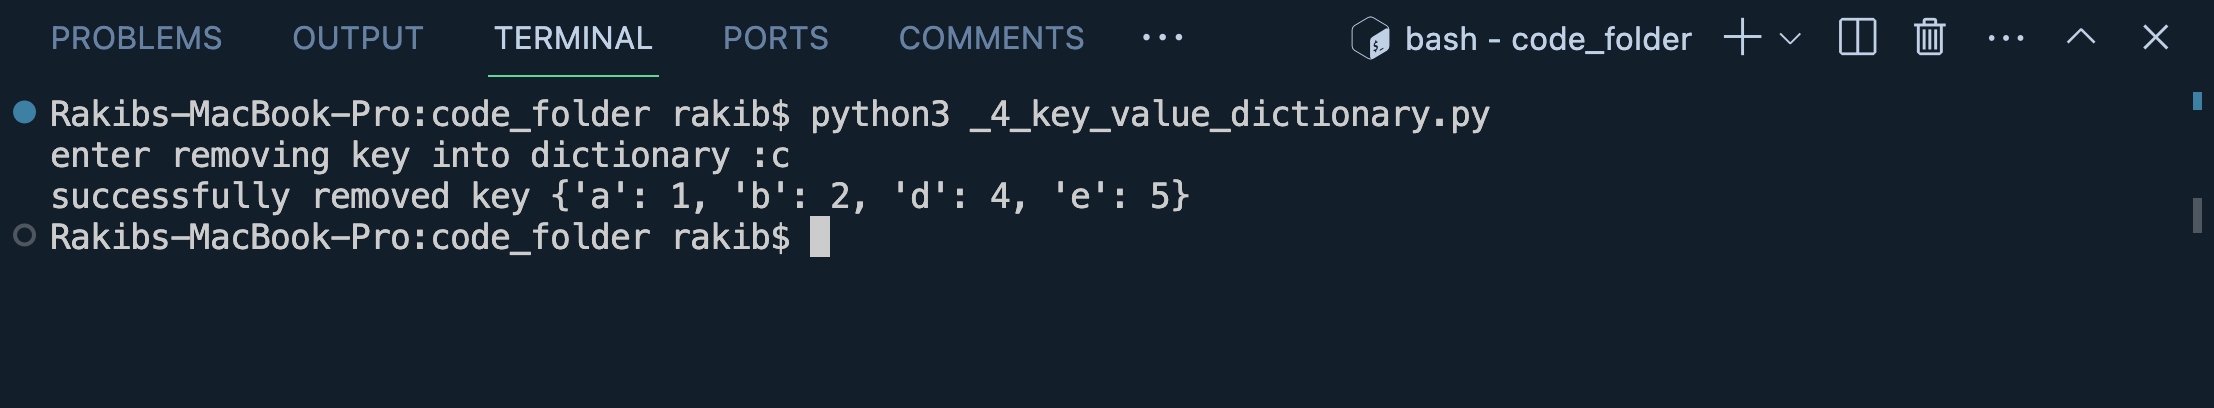 PROBLEMS OUTPUT TERMINAL PORTS COMMENTS ··· bash - code_folder
Rakibs-MacBook-Pro:code_folder rakib$ python3 _4_key_value_dictionary.py
enter removing key into dictionary :c
successfully removed key {'a': 1, 'b': 2, 'd': 4, 'e': 5}
Rakibs-MacBook-Pro:code_folder rakib$